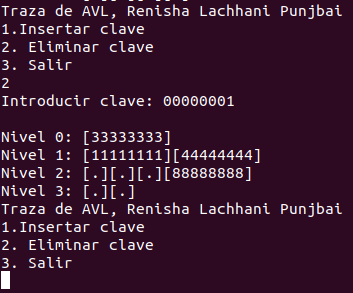 Traza de AVL, Renisha Lachhani Punjbai
1.Insertar clave
2. Eliminar clave
3. Salir
2
Introducir clave: 00000001
Nivel 0: [33333333]
Nivel 1: [11111111][44444444]
Nivel 2: [.][.][.][88888888]
Nivel 3: [.][.]
Traza de AVL, Renisha Lachhani Punjbai
1.Insertar clave
2. Eliminar clave
3. Salir